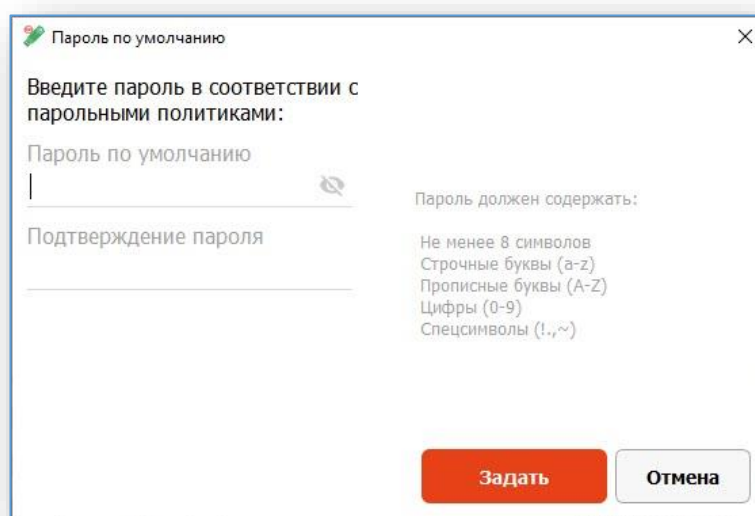 Пароль по умолчанию
Введите пароль в соответствии с
парольными политиками:
Пароль по умолчанию
Подтверждение пароля
Пароль должен содержать:
Не менее 8 символов
Строчные буквы (a-z)
Прописные буквы (A-Z)
Цифры (0-9)
Спецсимволы (!.,~)
Задать
Отмена